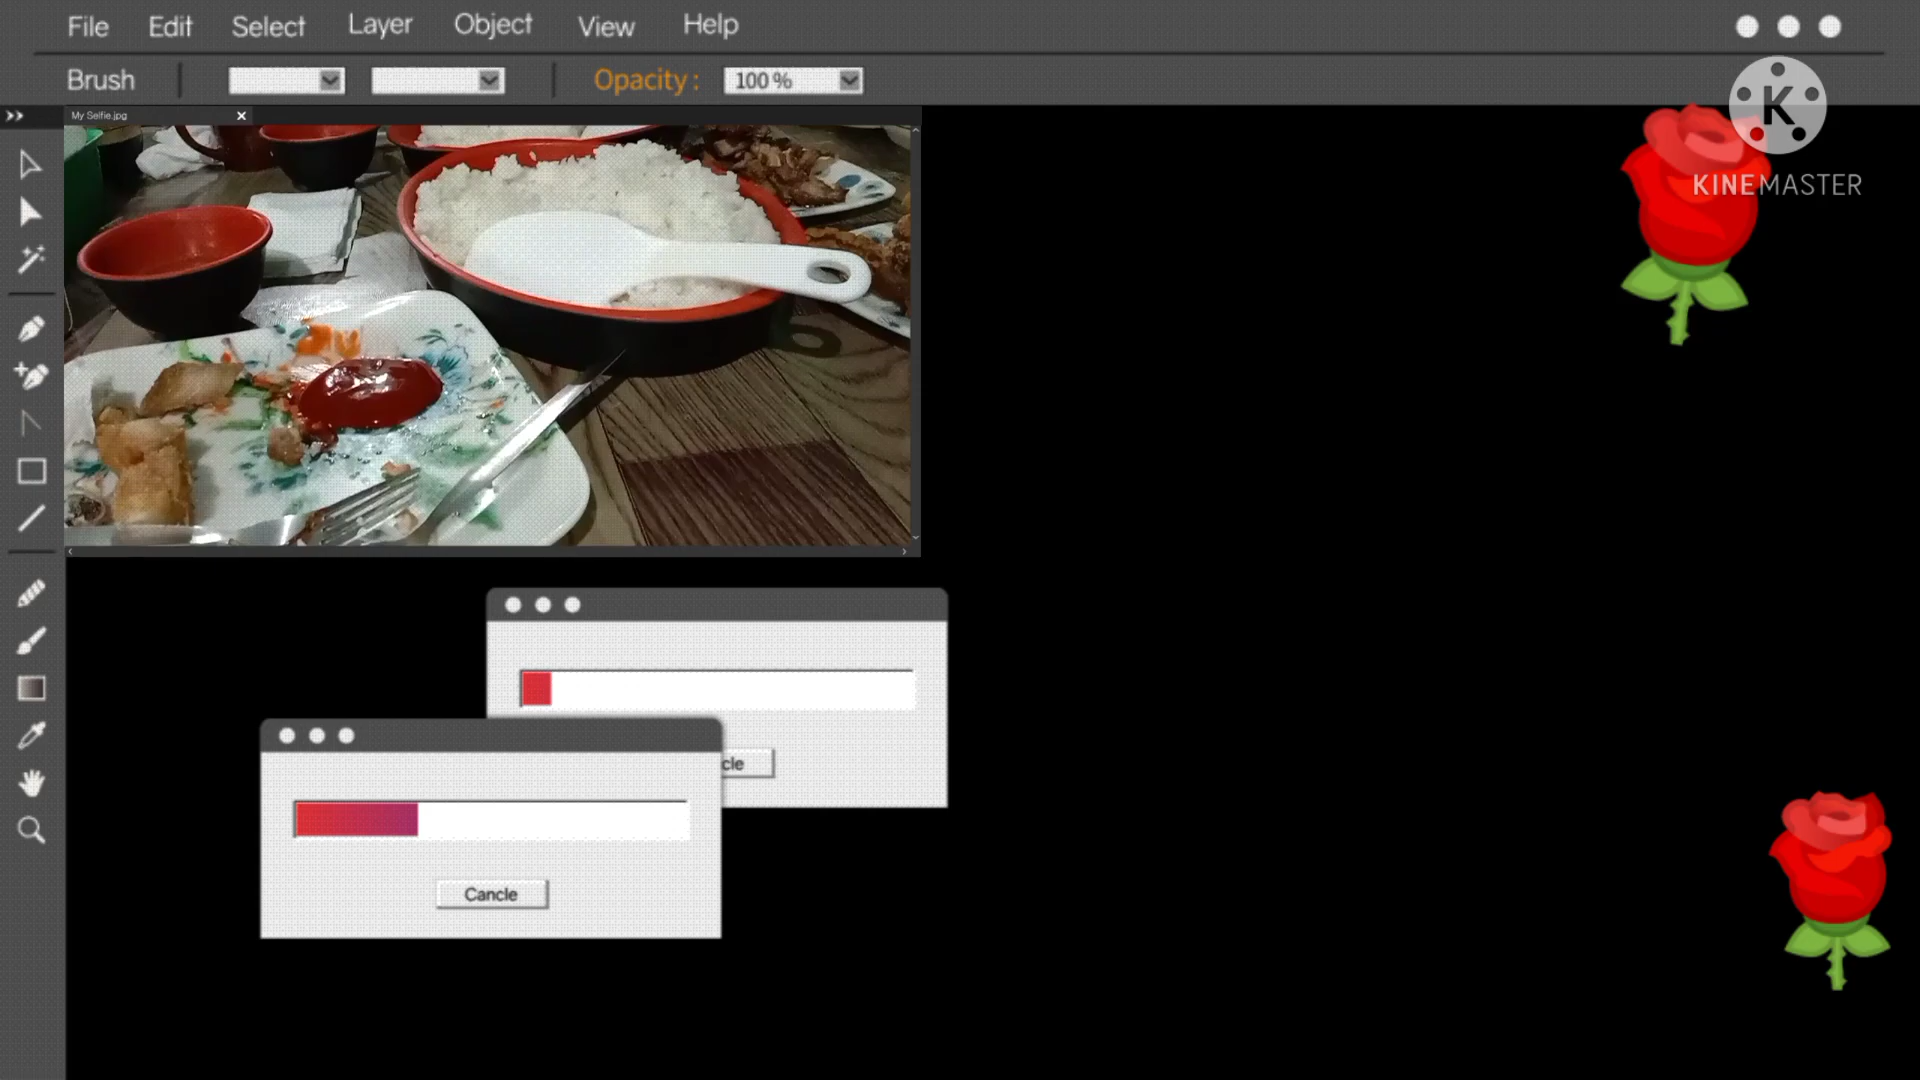 File Edit Select Layer Object View Help
Brush Opacity : 100 %
K
KINEMASTER
My Selfie.jpg
cle
Cancle